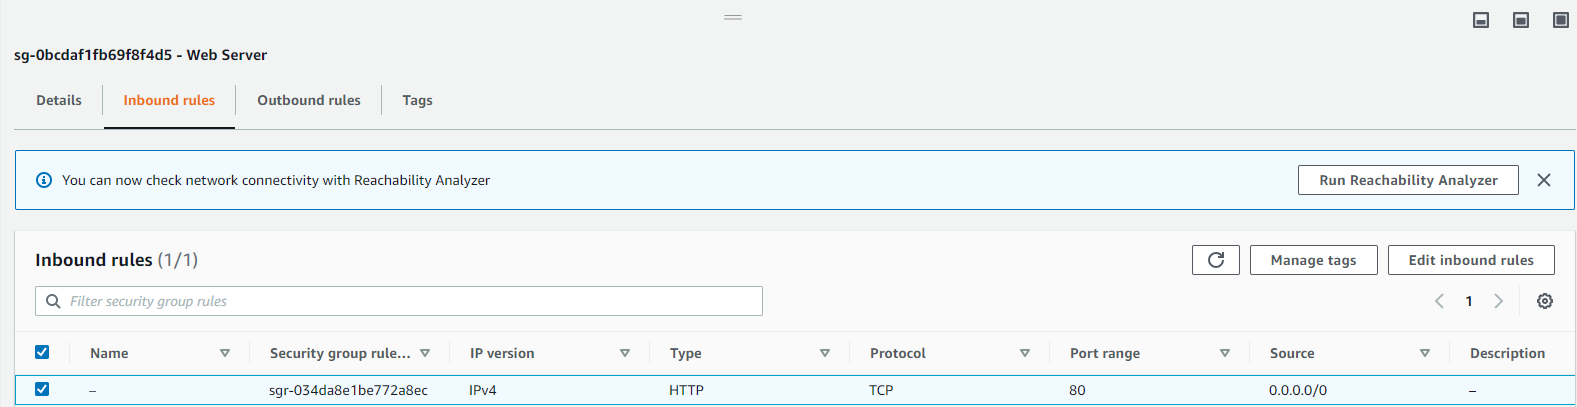 sg-0bcdaf1fb69f8f4d5 - Web Server
Details Inbound rules Outbound rules Tags
You can now check network connectivity with Reachability Analyzer Run Reachability Analyzer
Inbound rules (1/1) Manage tags Edit inbound rules
Filter security group rules 1
Name Security group rule... IP version Type Protocol Port range Source Description
– sgr-034da8e1be772a8ec IPv4 HTTP TCP 80 0.0.0.0/0 –